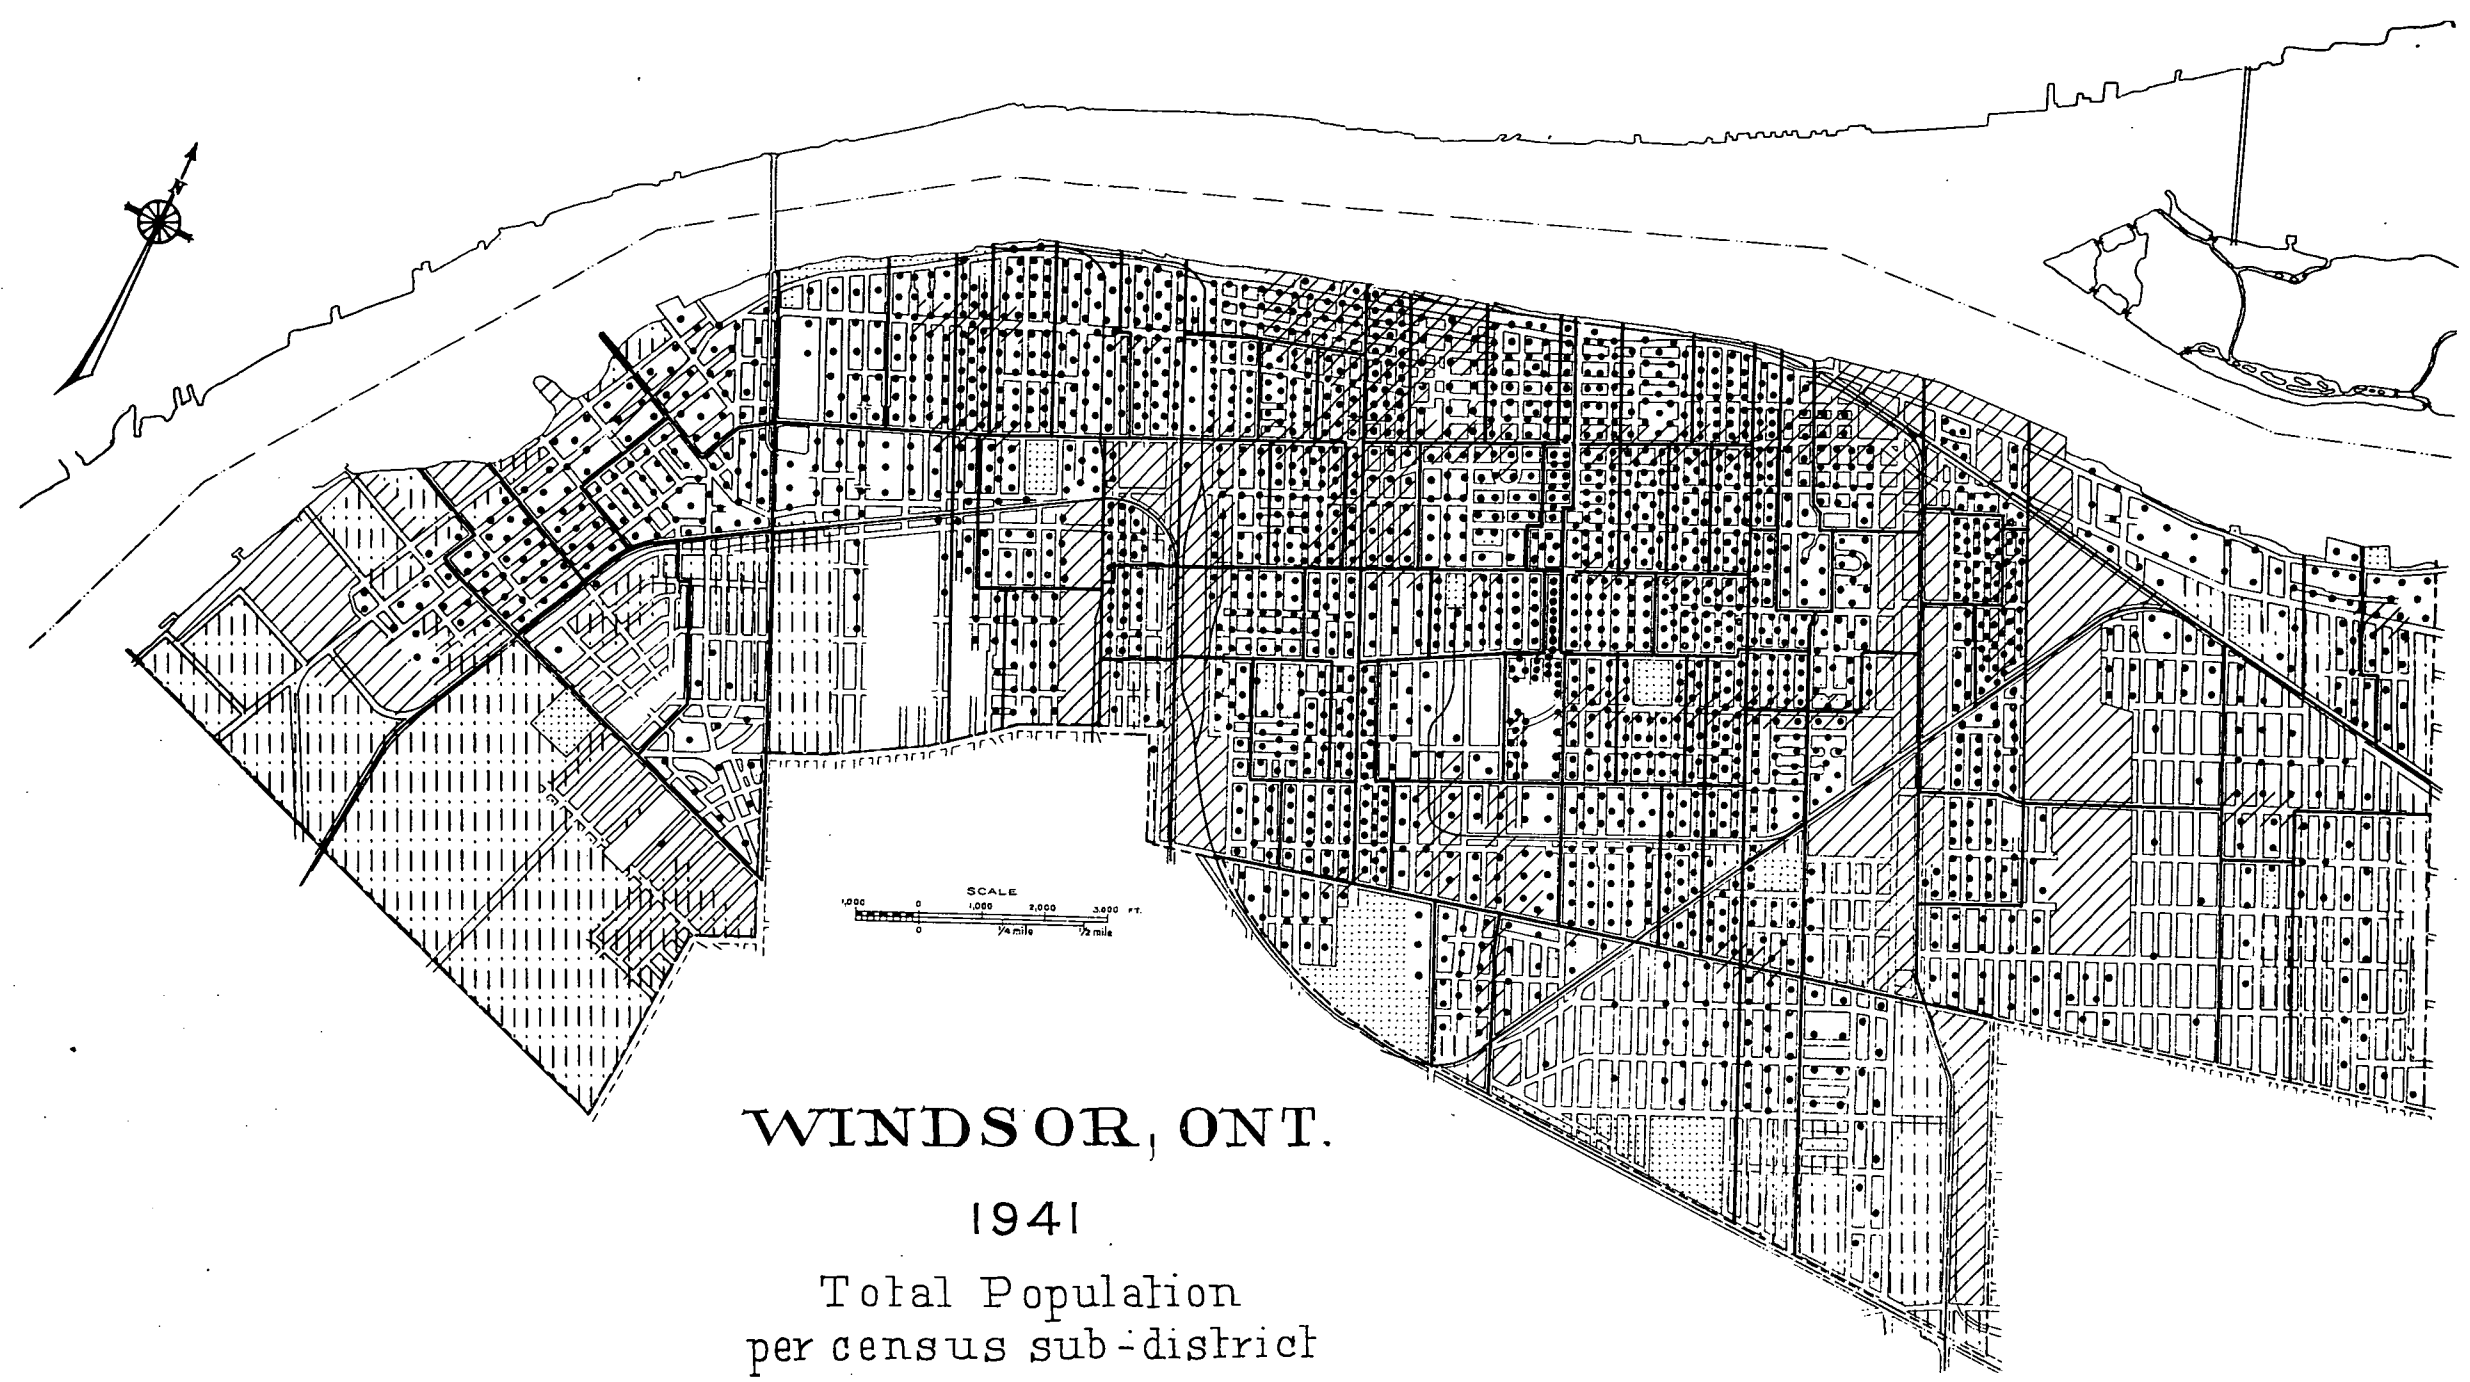 N
SCALE
1,000 0 1,000 2,000 3,000 FT.
0 ¼ mile ½ mile
WINDSOR, ONT.
1941
Total Population
per census sub-district